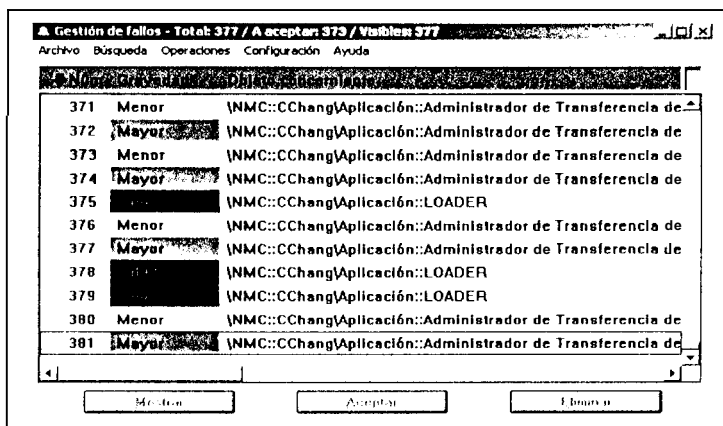 Gestión de fallos - Total: 377 / A aceptar: 373 / Visibles: 377
Archivo Búsqueda Operaciones Configuración Ayuda
371 Menor \NMC::CChang\Aplicación::Administrador de Transferencia de
372 Mayor \NMC::CChang\Aplicación::Administrador de Transferencia de
373 Menor \NMC::CChang\Aplicación::Administrador de Transferencia de
374 Mayor \NMC::CChang\Aplicación::Administrador de Transferencia de
375 \NMC::CChang\Aplicación::LOADER
376 Menor \NMC::CChang\Aplicación::Administrador de Transferencia de
377 Mayor \NMC::CChang\Aplicación::Administrador de Transferencia de
378 \NMC::CChang\Aplicación::LOADER
379 \NMC::CChang\Aplicación::LOADER
380 Menor \NMC::CChang\Aplicación::Administrador de Transferencia de
381 Mayor \NMC::CChang\Aplicación::Administrador de Transferencia de
Mostrar Aceptar Eliminar